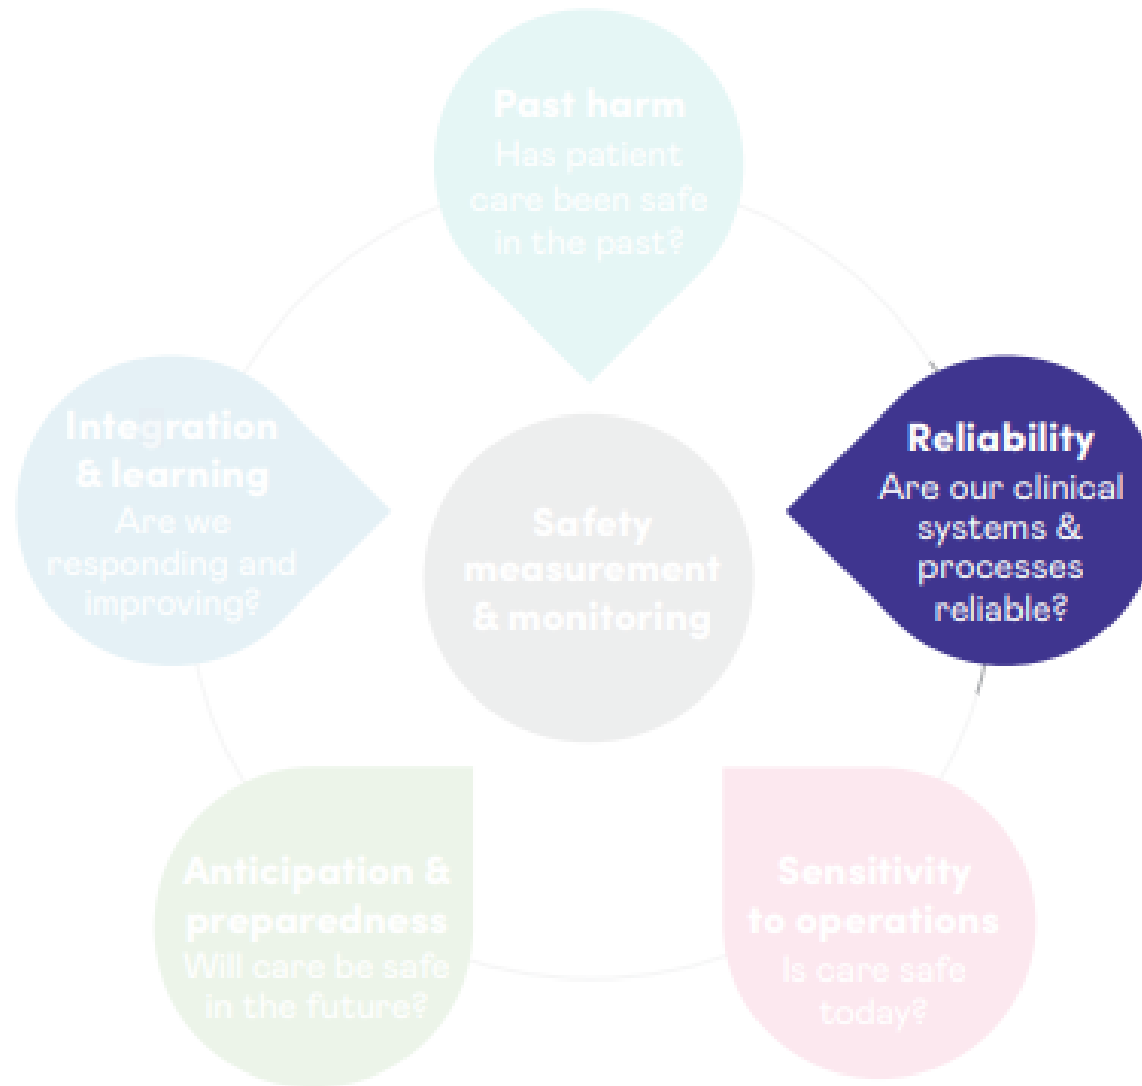 Past harm
Has patient
care been safe
in the past?
Integration
& learning
Are we
responding and
improving?
Safety
measurement
& monitoring
Reliability
Are our clinical
systems &
processes
reliable?
Anticipation &
preparedness
Will care be safe
in the future?
Sensitivity
to operations
Is care safe
today?